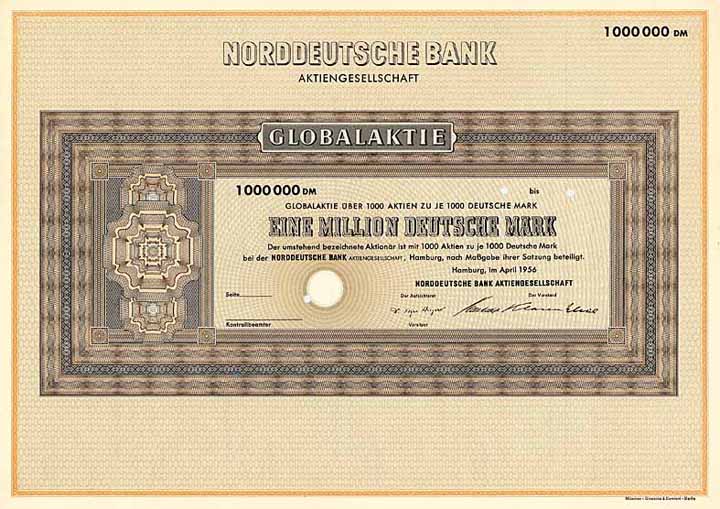 1000000 DM
NORDDEUTSCHE BANK
AKTIENGESELLSCHAFT
GLOBALAKTIE
1000000 DM bis
GLOBALAKTIE ÜBER 1000 AKTIEN ZU JE 1000 DEUTSCHE MARK
EINE MILLION DEUTSCHE MARK
Der umstehend bezeichnete Aktionär ist mit 1000 Aktien zu je 1000 Deutsche Mark
bei der NORDDEUTSCHE BANK AKTIENGESELLSCHAFT, Hamburg, nach Maßgabe ihrer Satzung beteiligt.
Hamburg, im April 1956
NORDDEUTSCHE BANK AKTIENGESELLSCHAFT
Seite Der Aufsichtsrat Der Vorstand
Kontrollbeamter Vorsitzer